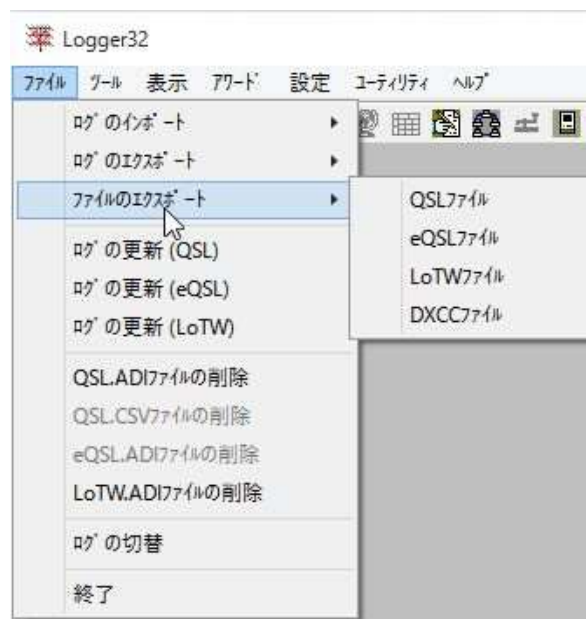 Logger32
ﾌｧｲﾙ ﾂｰﾙ 表示 ｱﾜｰﾄﾞ 設定 ﾕｰﾃｨﾘﾃｨ ﾍﾙﾌﾟ
ﾛｸﾞのｲﾝﾎﾟｰﾄ
ﾛｸﾞのｴｸｽﾎﾟｰﾄ
ﾌｧｲﾙのｴｸｽﾎﾟｰﾄ
QSLﾌｧｲﾙ
eQSLﾌｧｲﾙ
LoTWﾌｧｲﾙ
DXCCﾌｧｲﾙ
ﾛｸﾞの更新 (QSL)
ﾛｸﾞの更新 (eQSL)
ﾛｸﾞの更新 (LoTW)
QSL.ADIﾌｧｲﾙの削除
QSL.CSVﾌｧｲﾙの削除
eQSL.ADIﾌｧｲﾙの削除
LoTW.ADIﾌｧｲﾙの削除
ﾛｸﾞの切替
終了